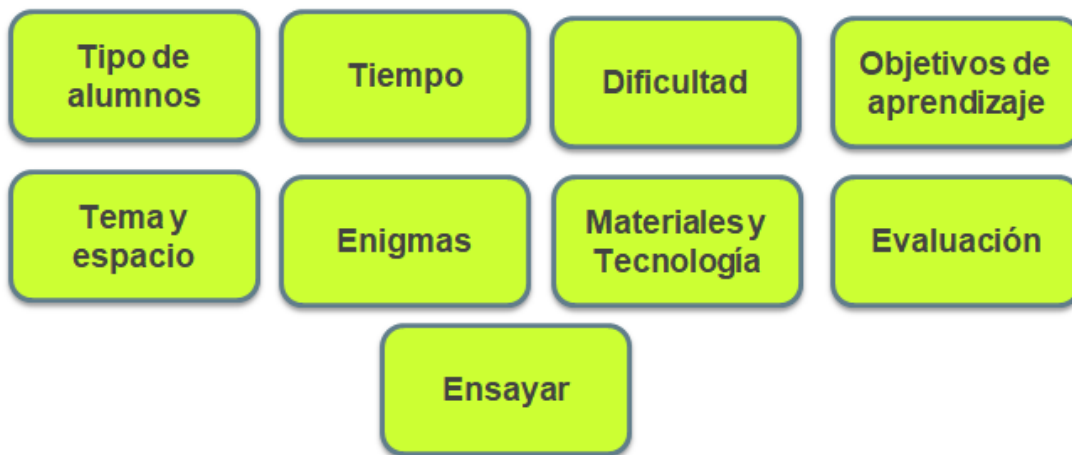 Tipo de
alumnos
Tiempo
Dificultad
Objetivos de
aprendizaje
Tema y
espacio
Enigmas
Materiales y
Tecnología
Evaluación
Ensayar